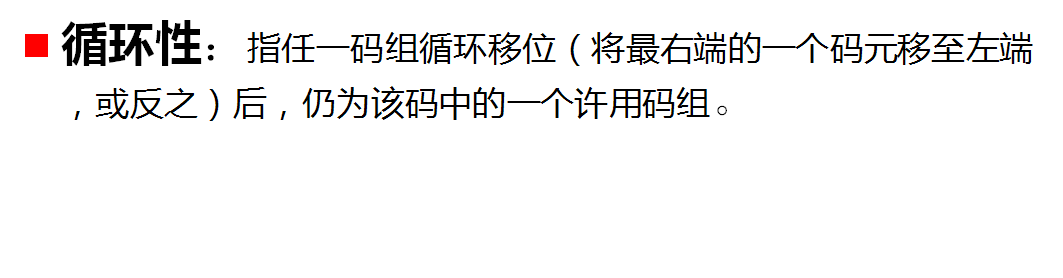 循环性：指任一码组循环移位（将最右端的一个码元移至左端
，或反之）后，仍为该码中的一个许用码组。